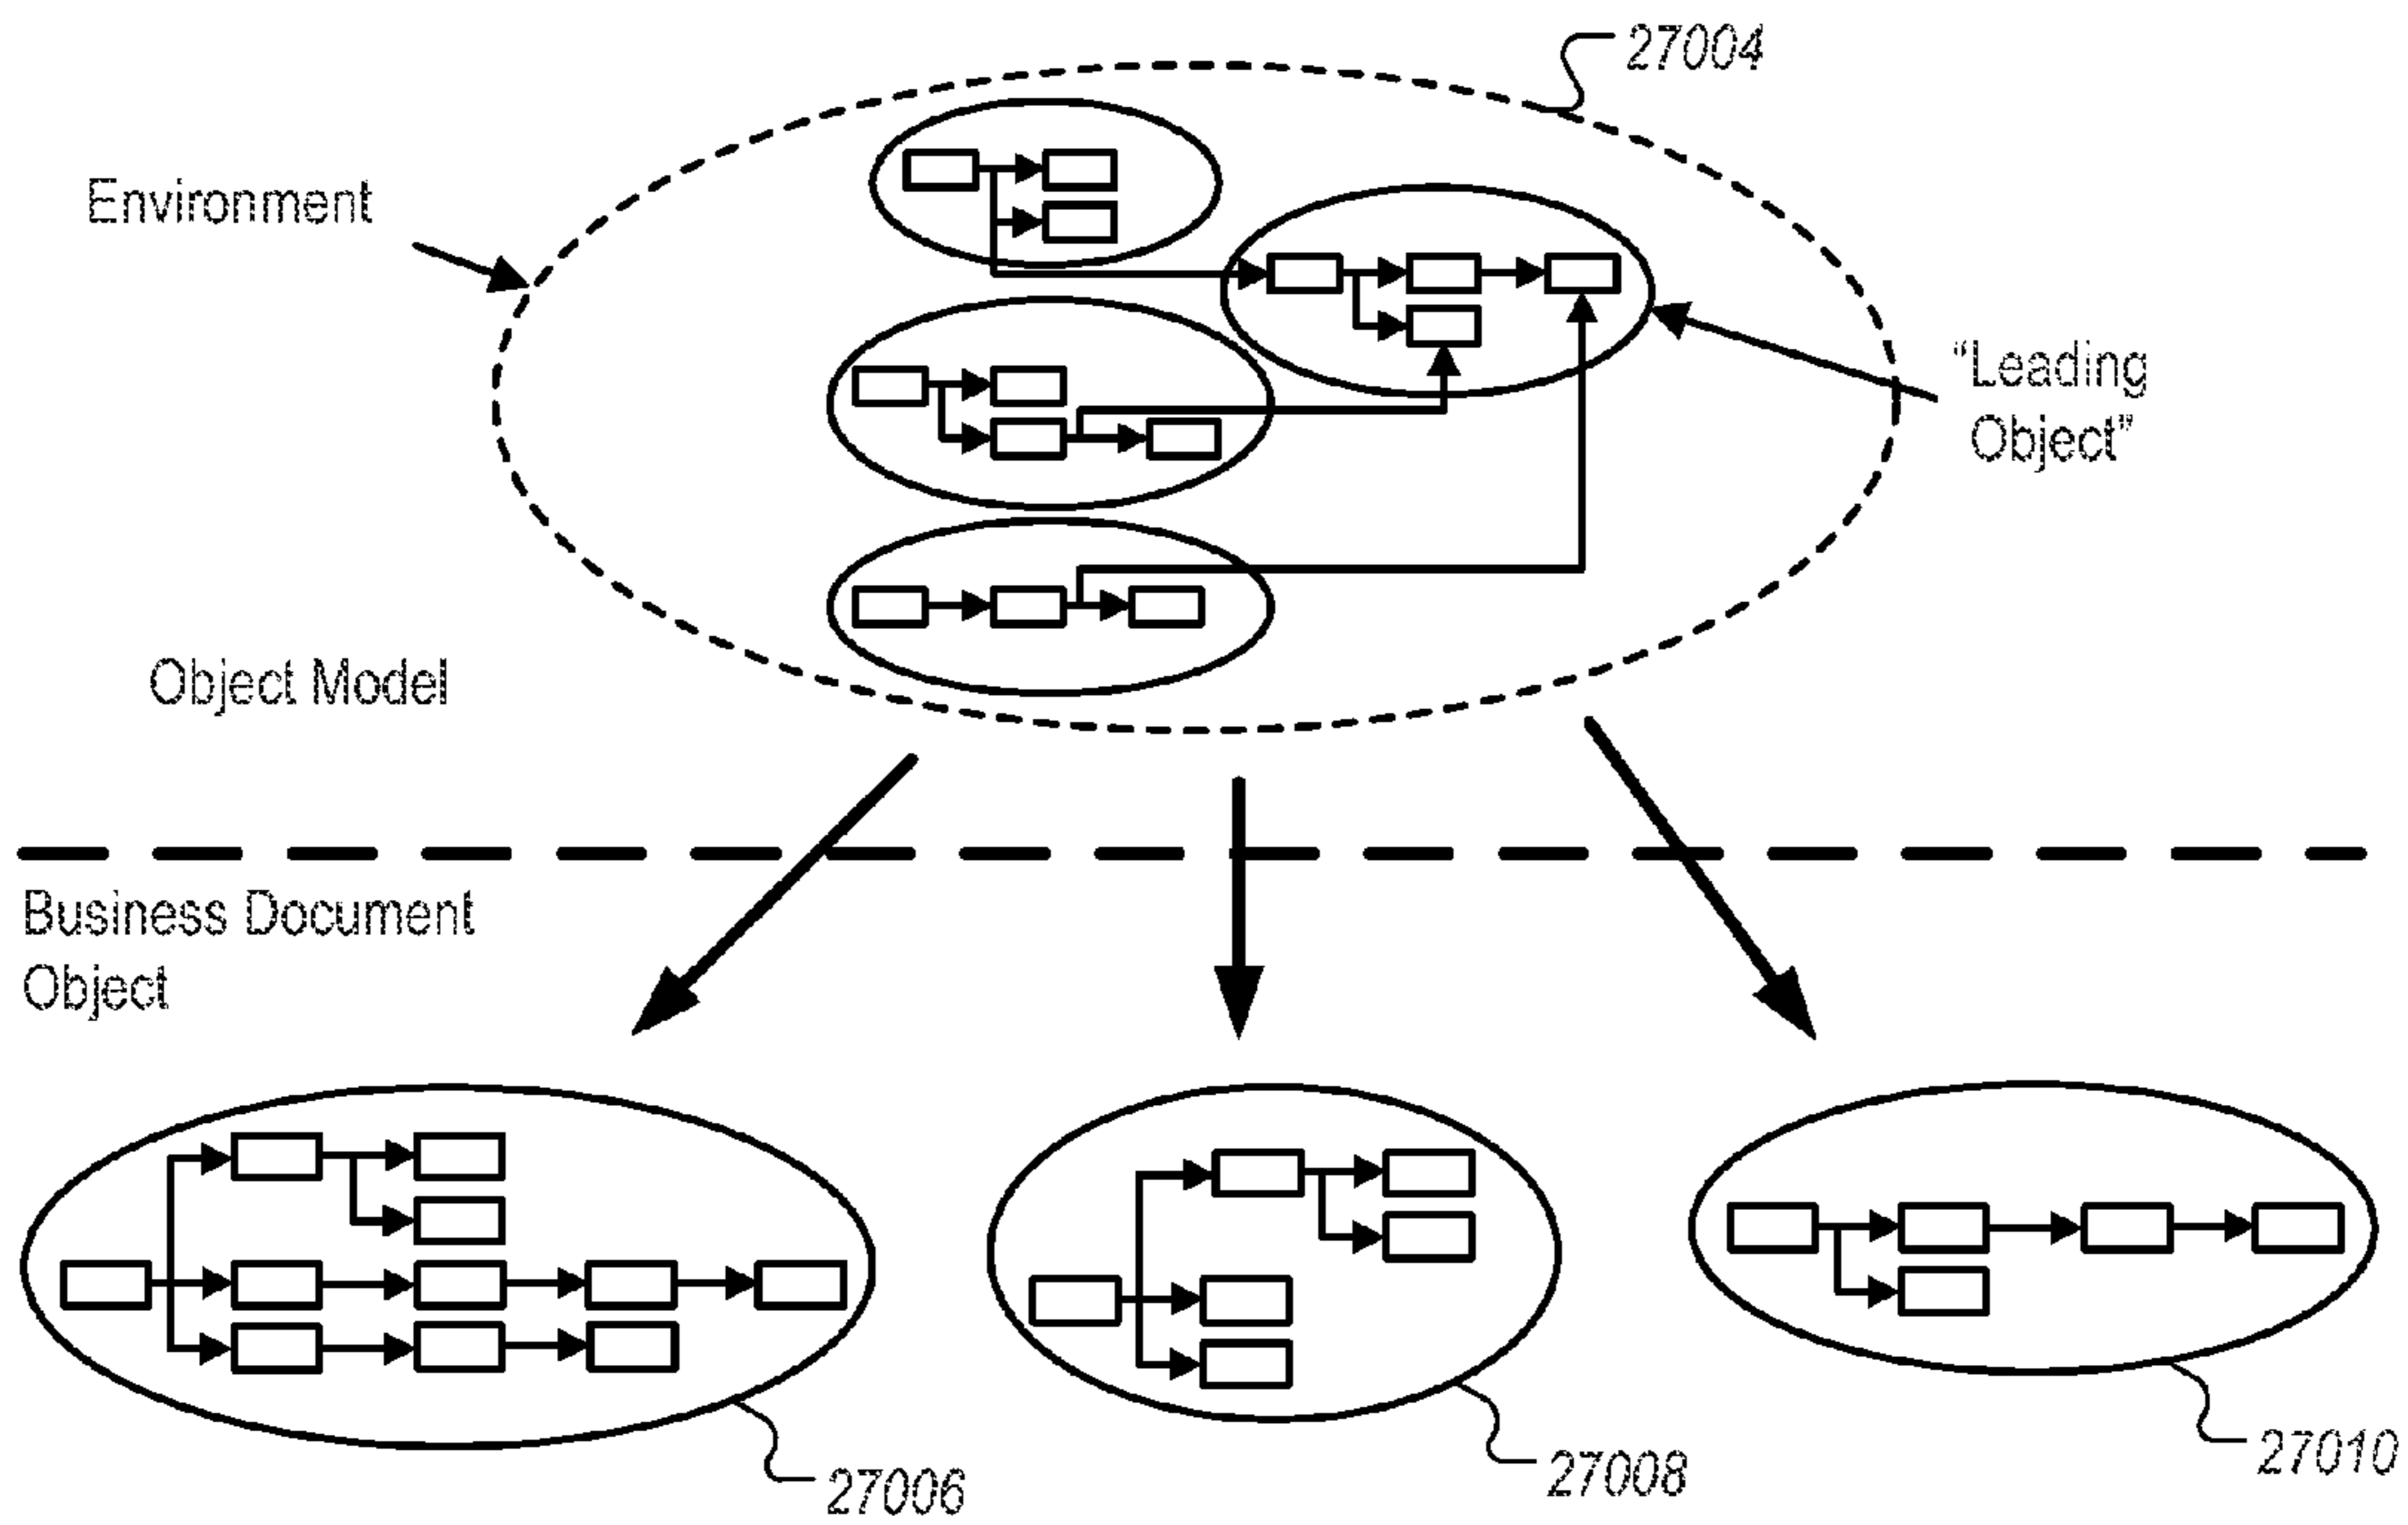 27004
Environment
“Leading
Object”
Object Model
Business Document
Object
27006
27008
27010